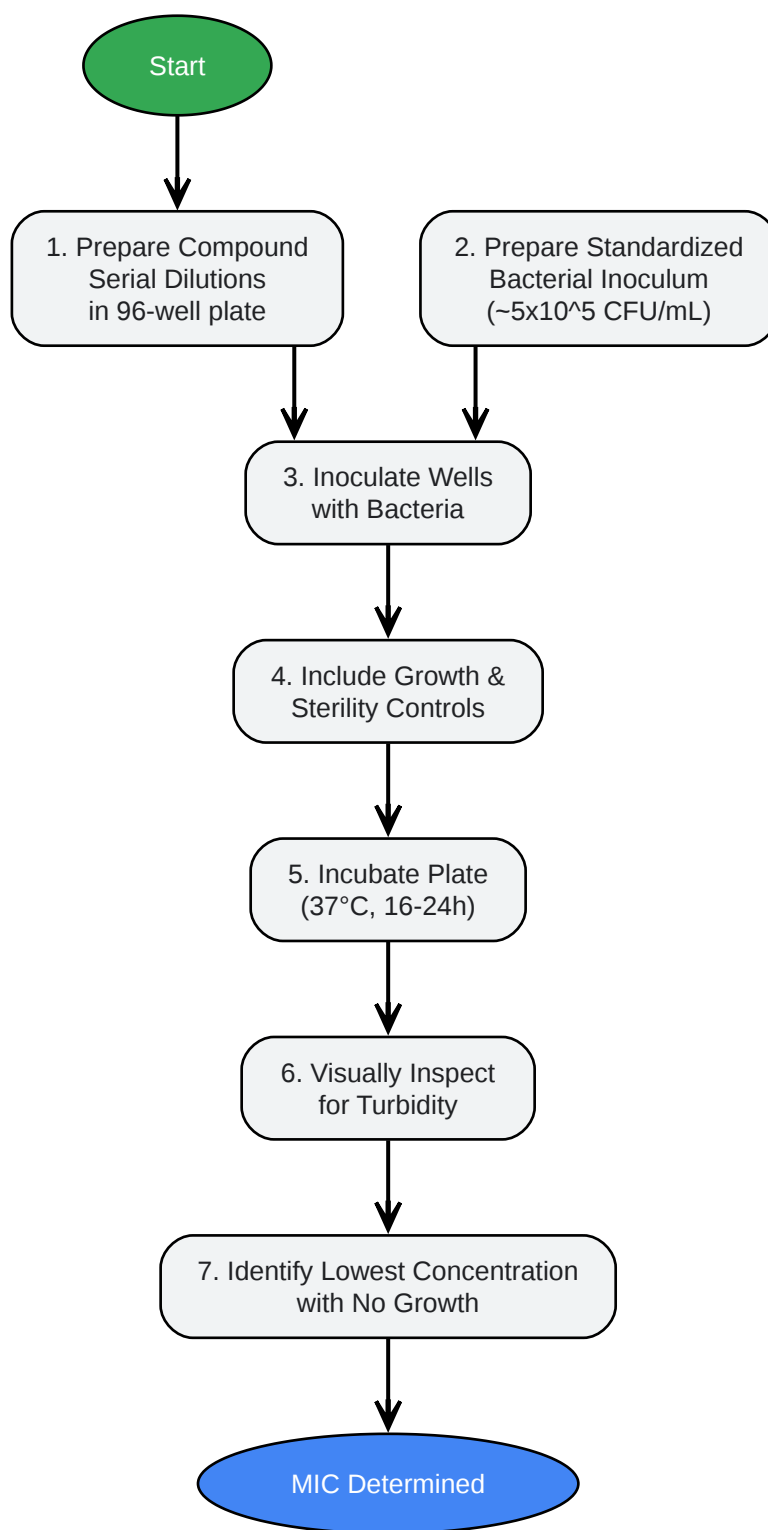 Start
1. Prepare Compound
Serial Dilutions
in 96-well plate
2. Prepare Standardized
Bacterial Inoculum
(~5x10^5 CFU/mL)
3. Inoculate Wells
with Bacteria
4. Include Growth &
Sterility Controls
5. Incubate Plate
(37°C, 16-24h)
6. Visually Inspect
for Turbidity
7. Identify Lowest Concentration
with No Growth
MIC Determined